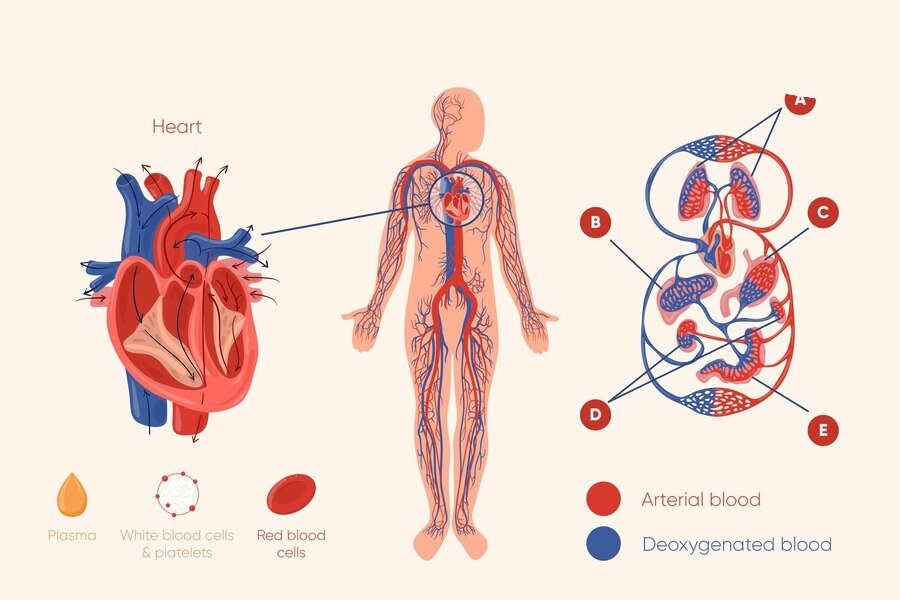 Heart
A
B
C
D
E
Plasma
White blood cells
& platelets
Red blood
cells
Arterial blood
Deoxygenated blood